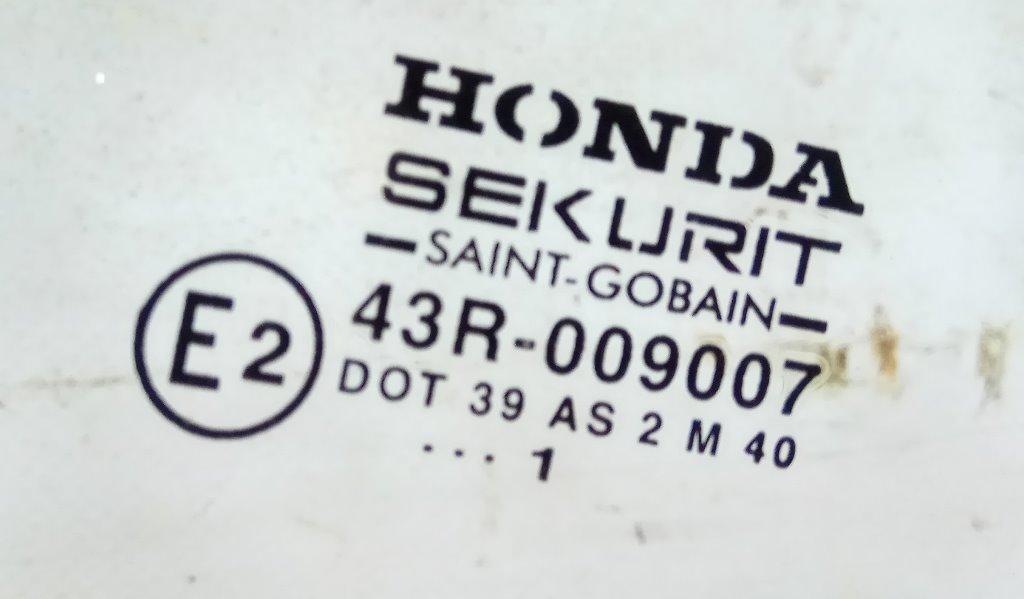 HONDA
SEKURIT
SAINT-GOBAIN
E2 43R-009007
DOT 39 AS 2 M 40
... 1